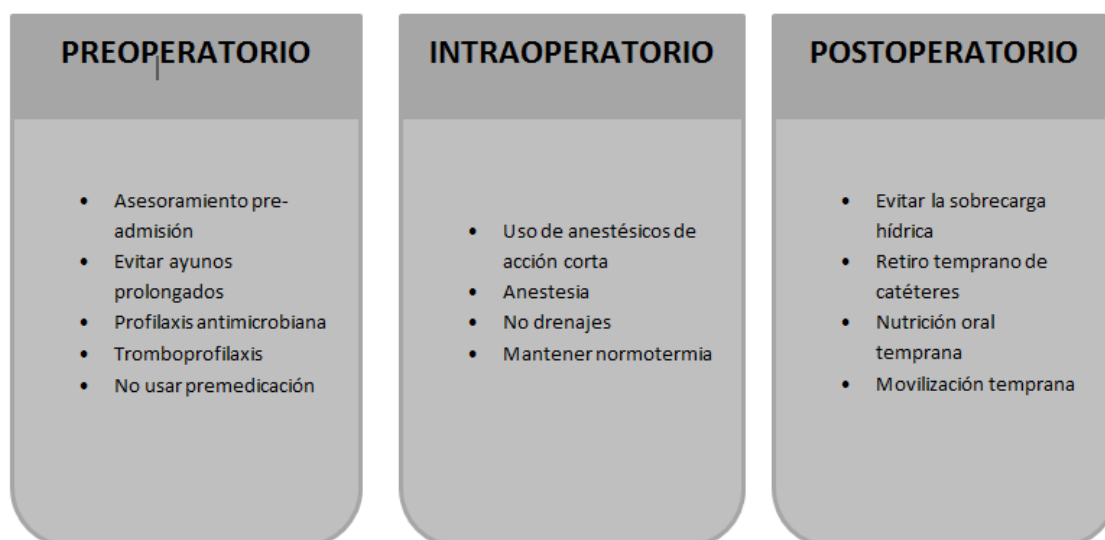 PREOPERATORIO
• Asesoramiento pre-
admisión
• Evitar ayunos
prolongados
• Profilaxis antimicrobiana
• Tromboprofilaxis
• No usar premedicación
INTRAOPERATORIO
• Uso de anestésicos de
acción corta
• Anestesia
• No drenajes
• Mantener normotermia
POSTOPERATORIO
• Evitar la sobrecarga
hídrica
• Retiro temprano de
catéteres
• Nutrición oral
temprana
• Movilización temprana